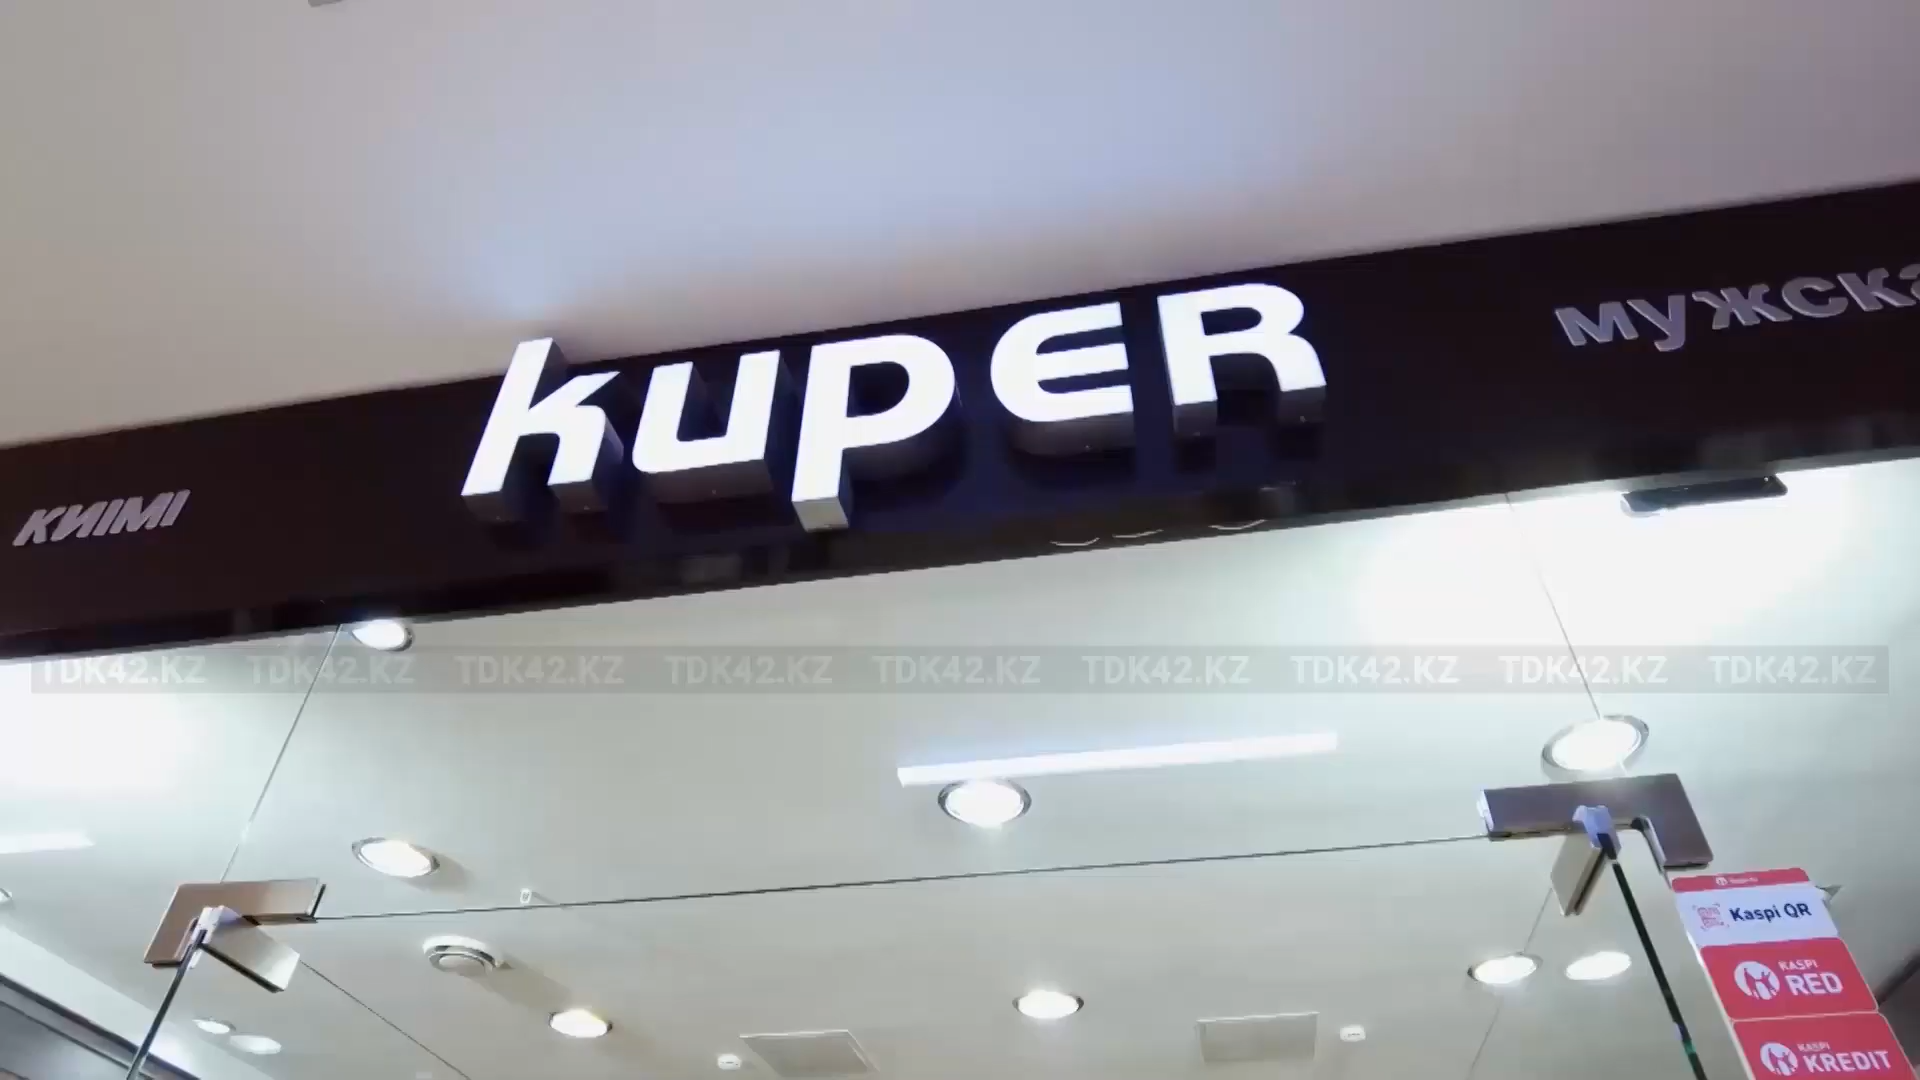 киімі
kupER
мужска
TDK42.KZ TDK42.KZ TDK42.KZ TDK42.KZ TDK42.KZ TDK42.KZ TDK42.KZ TDK42.KZ TDK42.KZ
Kaspi QR
KASPI
RED
KASPI
KREDIT